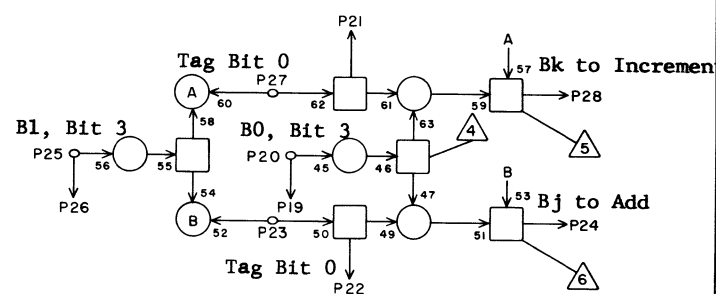 P21
Tag Bit 0
P27
A
57
Bk to Incremen
A
60
62
61
59
P28
58
63
B1, Bit 3
B0, Bit 3
4
5
P25
56
55
P20
45
46
54
47
B
53
Bj to Add
P26
P19
B
52
P23
50
49
51
P24
Tag Bit 0
P22
6